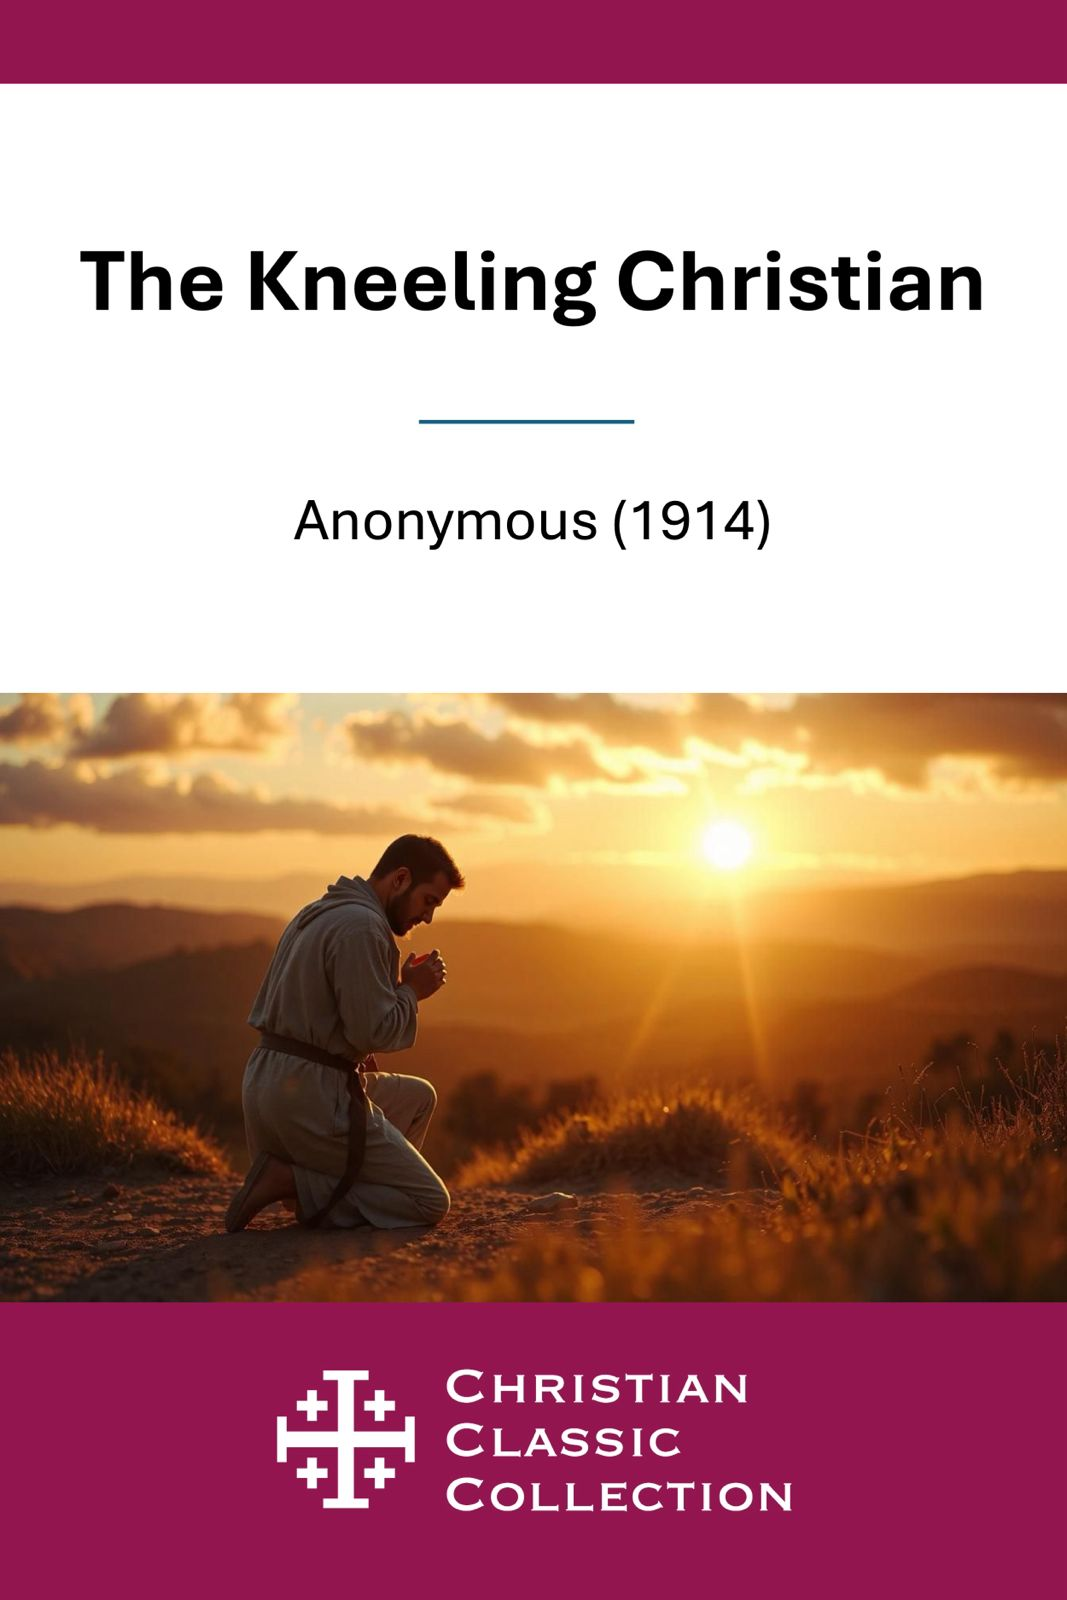 The Kneeling Christian
Anonymous (1914)
CHRISTIAN
CLASSIC
COLLECTION